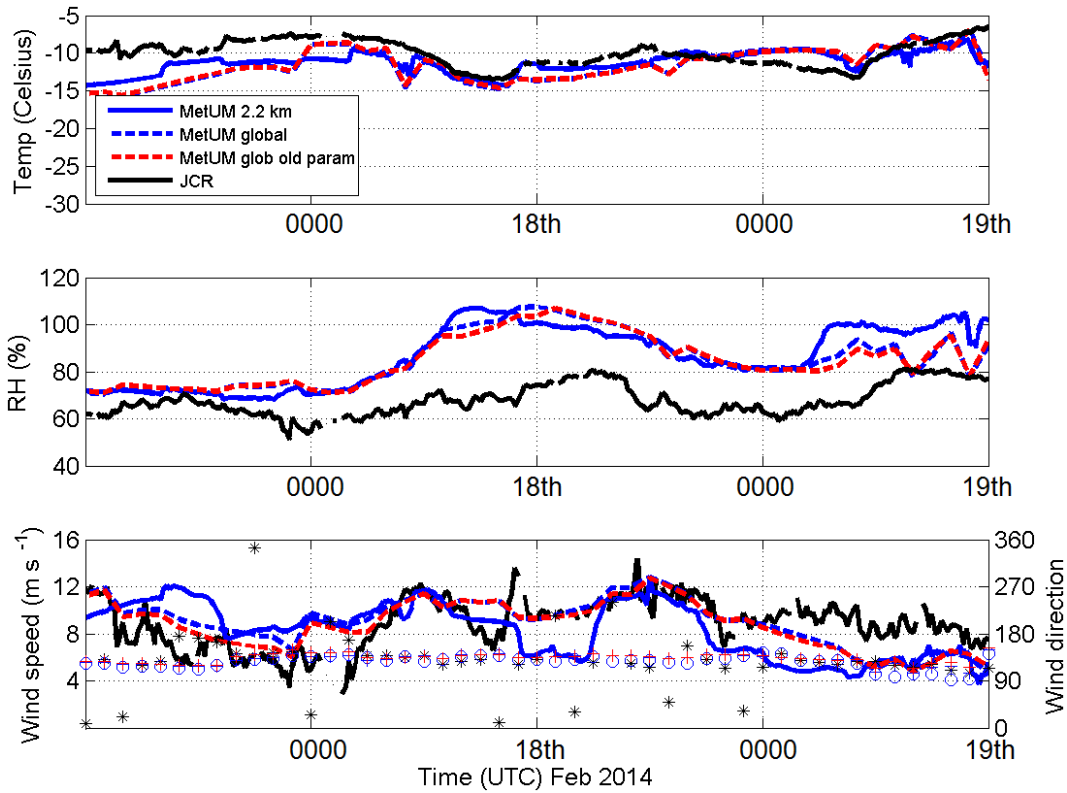 -5
-10
-15
-20
-25
-30
Temp (Celsius)
MetUM 2.2 km
MetUM global
MetUM glob old param
JCR
0000 18th 0000 19th
120
100
80
60
40
RH (%)
0000 18th 0000 19th
16
12
8
4
Wind speed (m s -1)
360
270
180
90
0
Wind direction
0000 18th 0000 19th
Time (UTC) Feb 2014